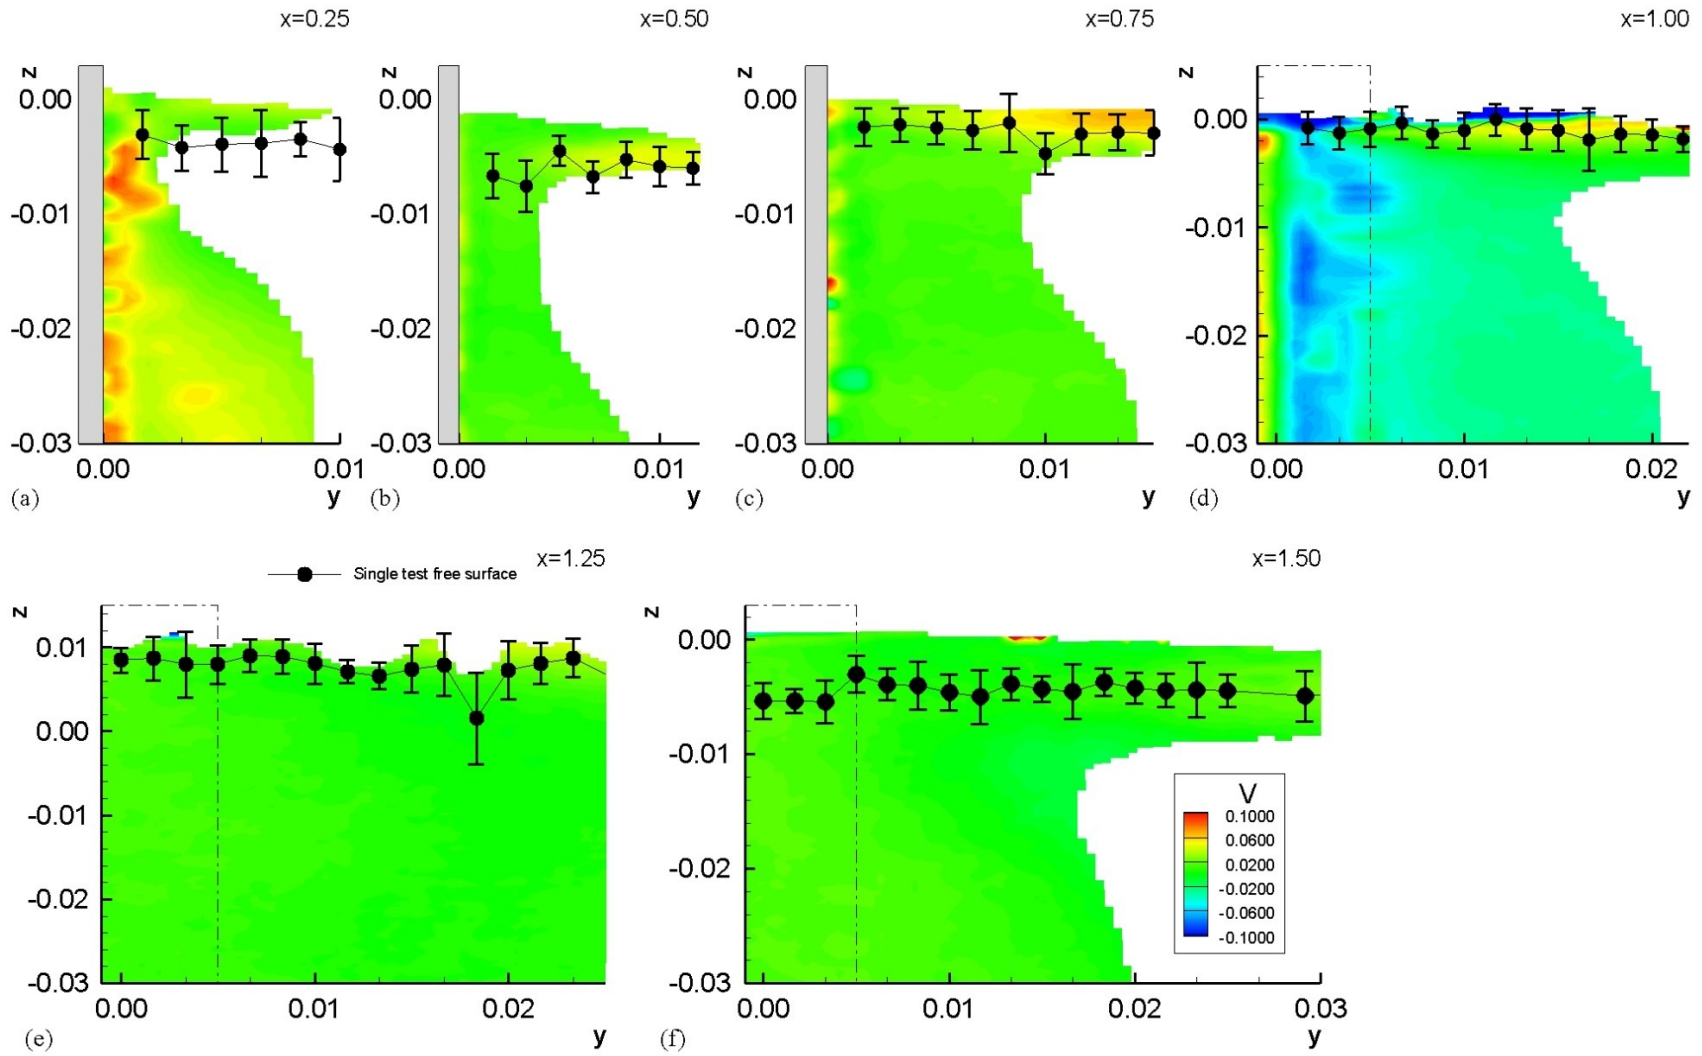 x=0.25
x=0.50
x=0.75
x=1.00
z
0.00
-0.01
-0.02
-0.03
0.00
0.01
(a)
y
z
0.00
-0.01
-0.02
-0.03
0.00
0.01
(b)
y
z
0.00
-0.01
-0.02
-0.03
0.00
0.01
(c)
y
z
0.00
-0.01
-0.02
-0.03
0.00
0.01
0.02
(d)
y
x=1.25
Single test free surface
z
0.01
0.00
-0.01
-0.02
-0.03
0.00
0.01
0.02
(e)
y
x=1.50
z
0.00
-0.01
-0.02
-0.03
0.00
0.01
0.02
0.03
(f)
y
V
0.1000
0.0600
0.0200
-0.0200
-0.0600
-0.1000